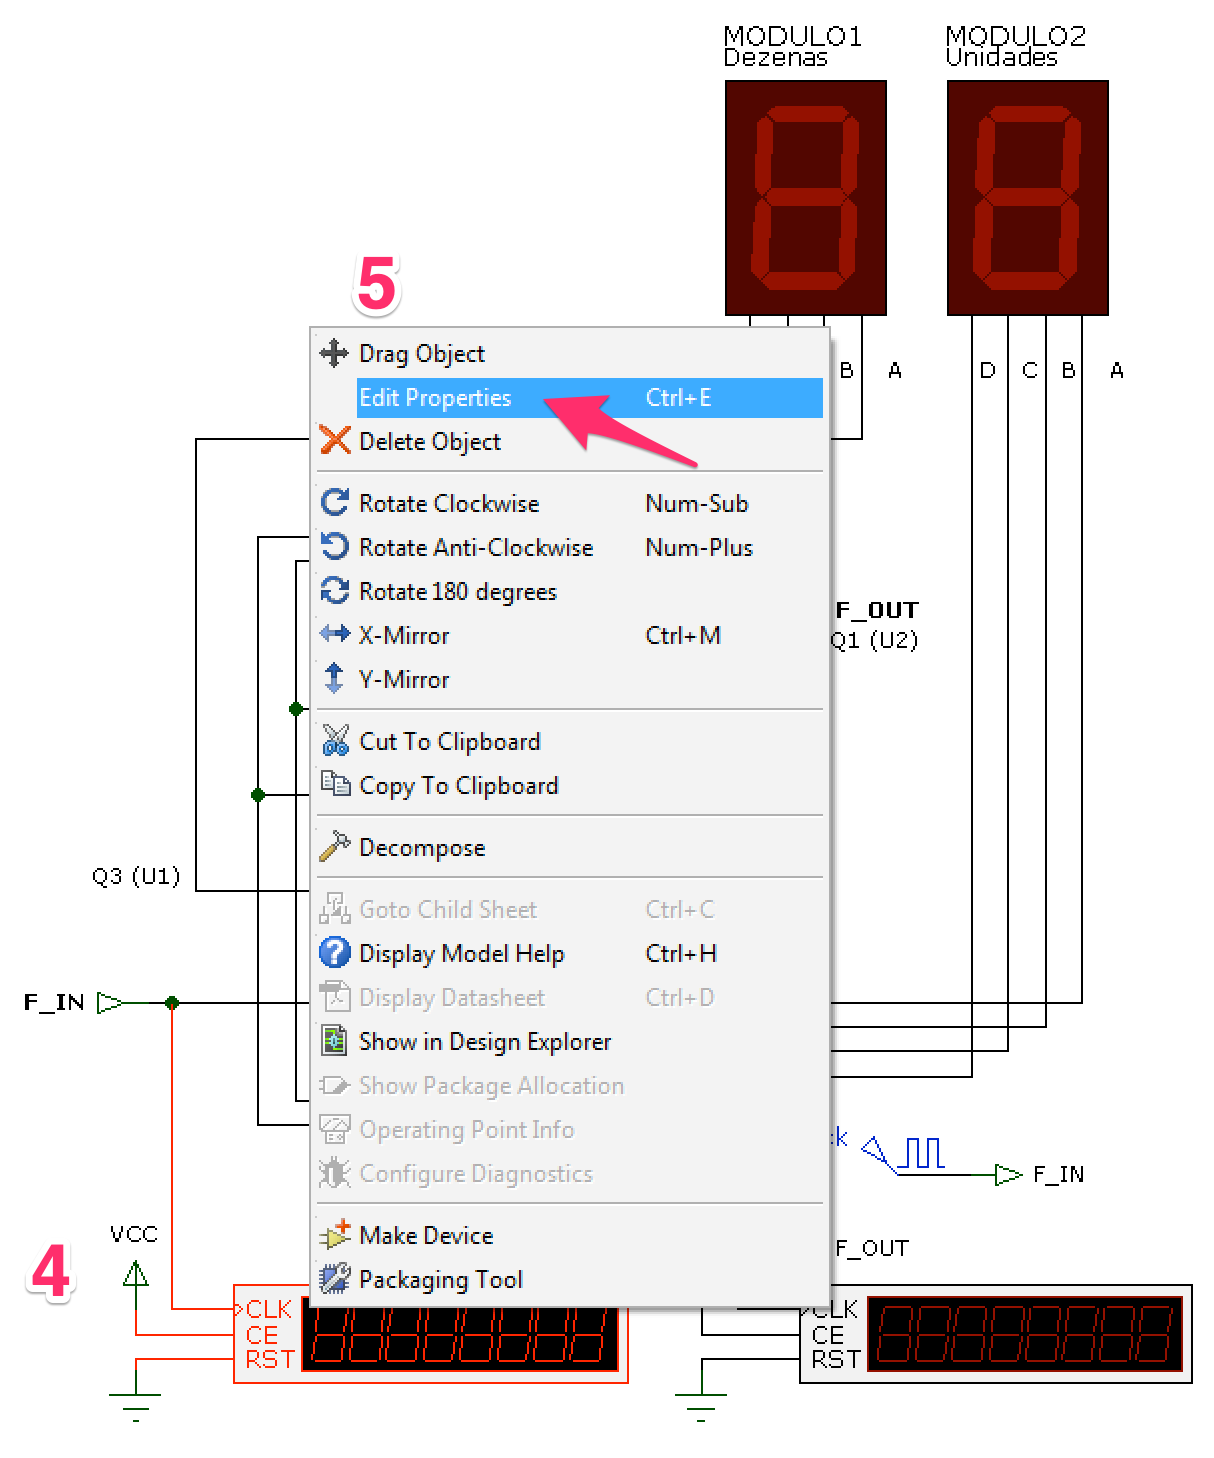 MODULO1
Dezenas
MODULO2
Unidades
5
Drag Object
Edit Properties Ctrl+E
Delete Object
B A
D C B A
Rotate Clockwise Num-Sub
Rotate Anti-Clockwise Num-Plus
Rotate 180 degrees
X-Mirror Ctrl+M
Y-Mirror
F_OUT
Q1 (U2)
Cut To Clipboard
Copy To Clipboard
Decompose
Q3 (U1)
Goto Child Sheet Ctrl+C
Display Model Help Ctrl+H
Display Datasheet Ctrl+D
F_IN
Show in Design Explorer
Show Package Allocation
Operating Point Info
Configure Diagnostics
F_IN
Make Device
Packaging Tool
VCC
4
F_OUT
CLK
CE
RST
CLK
CE
RST